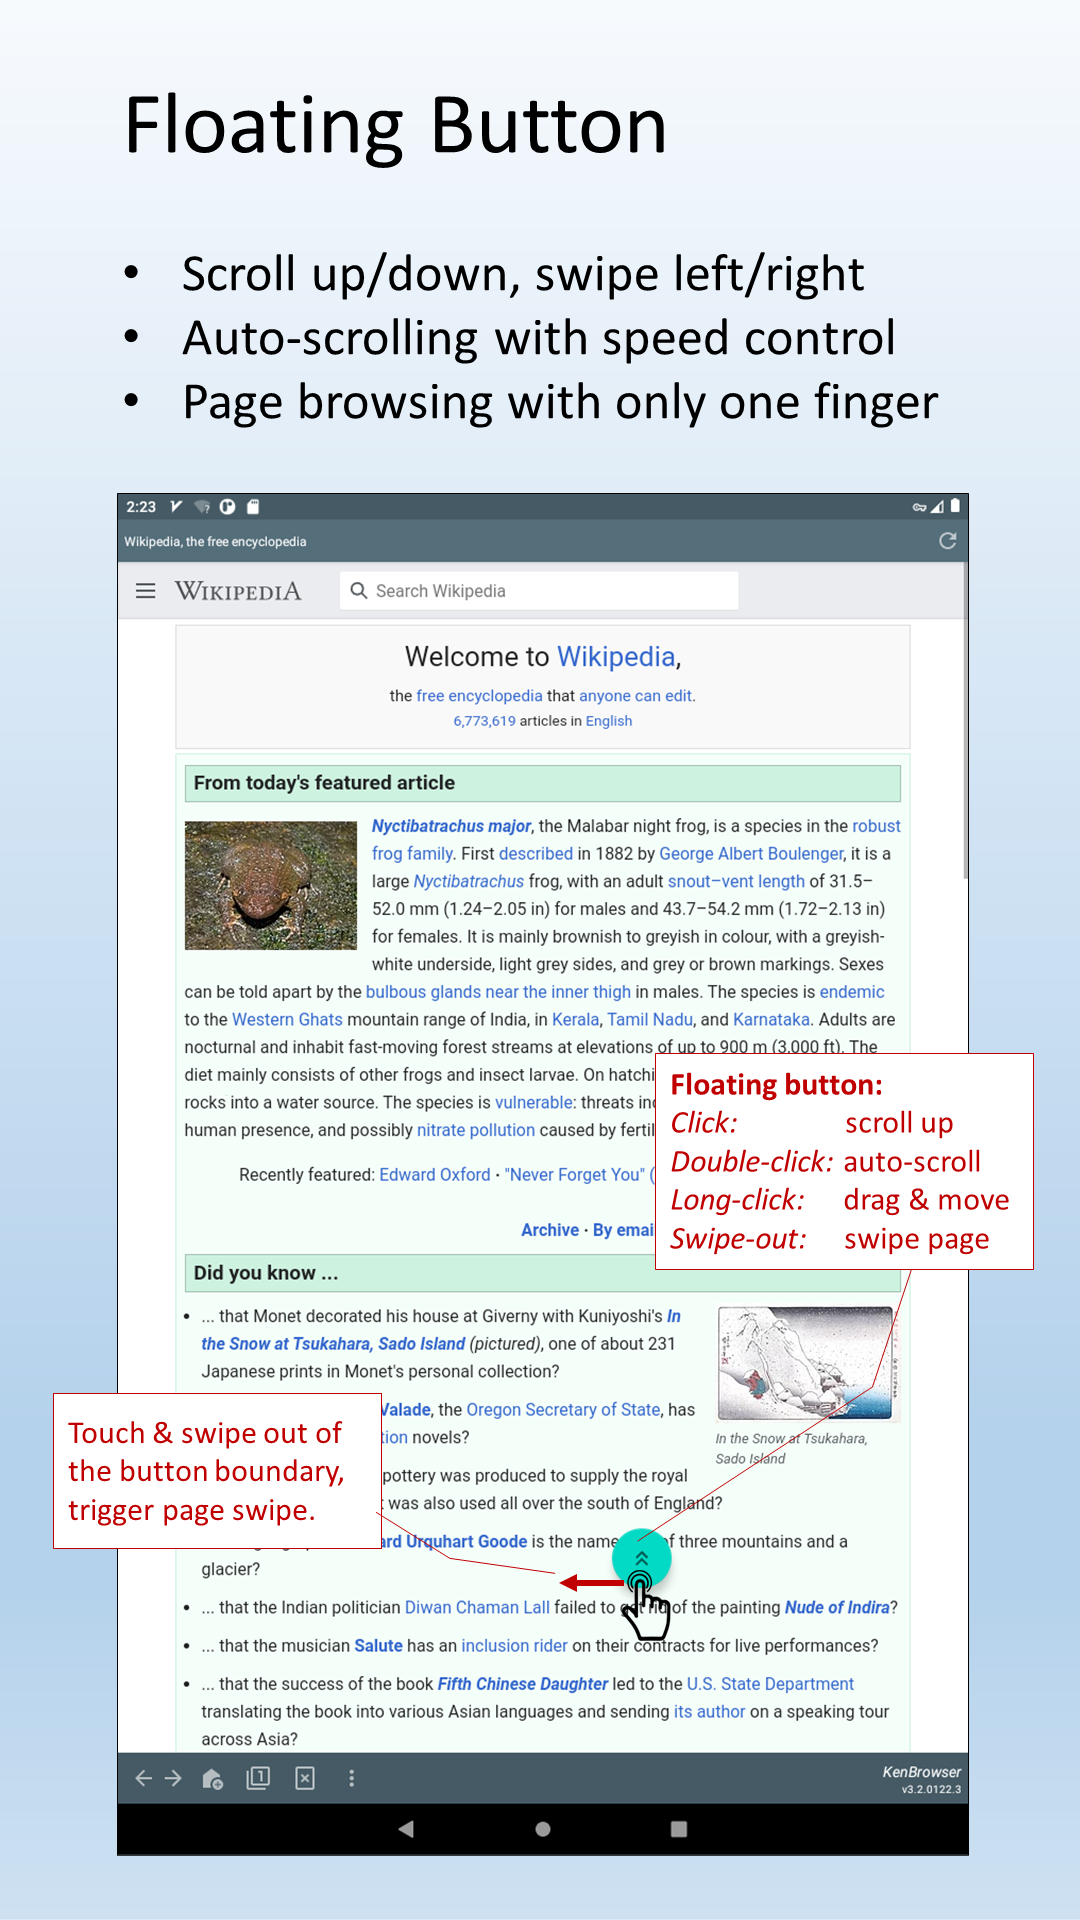 Floating Button
• Scroll up/down, swipe left/right
• Auto-scrolling with speed control
• Page browsing with only one finger
2:23
Wikipedia, the free encyclopedia
WIKIPEDIA
Search Wikipedia
Welcome to Wikipedia,
the free encyclopedia that anyone can edit.
6,773,619 articles in English
From today's featured article
Nyctibatrachus major, the Malabar night frog, is a species in the robust
frog family. First described in 1882 by George Albert Boulenger, it is a
large Nyctibatrachus frog, with an adult snout–vent length of 31.5–
52.0 mm (1.24–2.05 in) for males and 43.7–54.2 mm (1.72–2.13 in)
for females. It is mainly brownish to greyish in colour, with a greyish-
white underside, light grey sides, and grey or brown markings. Sexes
can be told apart by the bulbous glands near the inner thigh in males. The species is endemic
to the Western Ghats mountain range of India, in Kerala, Tamil Nadu, and Karnataka. Adults are
nocturnal and inhabit fast-moving forest streams at elevations of up to 900 m (3,000 ft). The
diet mainly consists of other frogs and insect larvae. On hatchi
rocks into a water source. The species is vulnerable: threats in
human presence, and possibly nitrate pollution caused by fertil
Recently featured: Edward Oxford · "Never Forget You" (
Archive · By emai
Floating button:
Click: scroll up
Double-click: auto-scroll
Long-click: drag & move
Swipe-out: swipe page
Did you know ...
• ... that Monet decorated his house at Giverny with Kuniyoshi's In
the Snow at Tsukahara, Sado Island (pictured), one of about 231
Japanese prints in Monet's personal collection?
In the Snow at Tsukahara,
Sado Island
Valade, the Oregon Secretary of State, has
tion novels?
pottery was produced to supply the royal
was also used all over the south of England?
ard Urquhart Goode is the name of three mountains and a
glacier?
Touch & swipe out of
the button boundary,
trigger page swipe.
• ... that the Indian politician Diwan Chaman Lall failed to of the painting Nude of Indira?
• ... that the musician Salute has an inclusion rider on their contracts for live performances?
• ... that the success of the book Fifth Chinese Daughter led to the U.S. State Department
translating the book into various Asian languages and sending its author on a speaking tour
across Asia?
1
KenBrowser
v3.2.0122.3